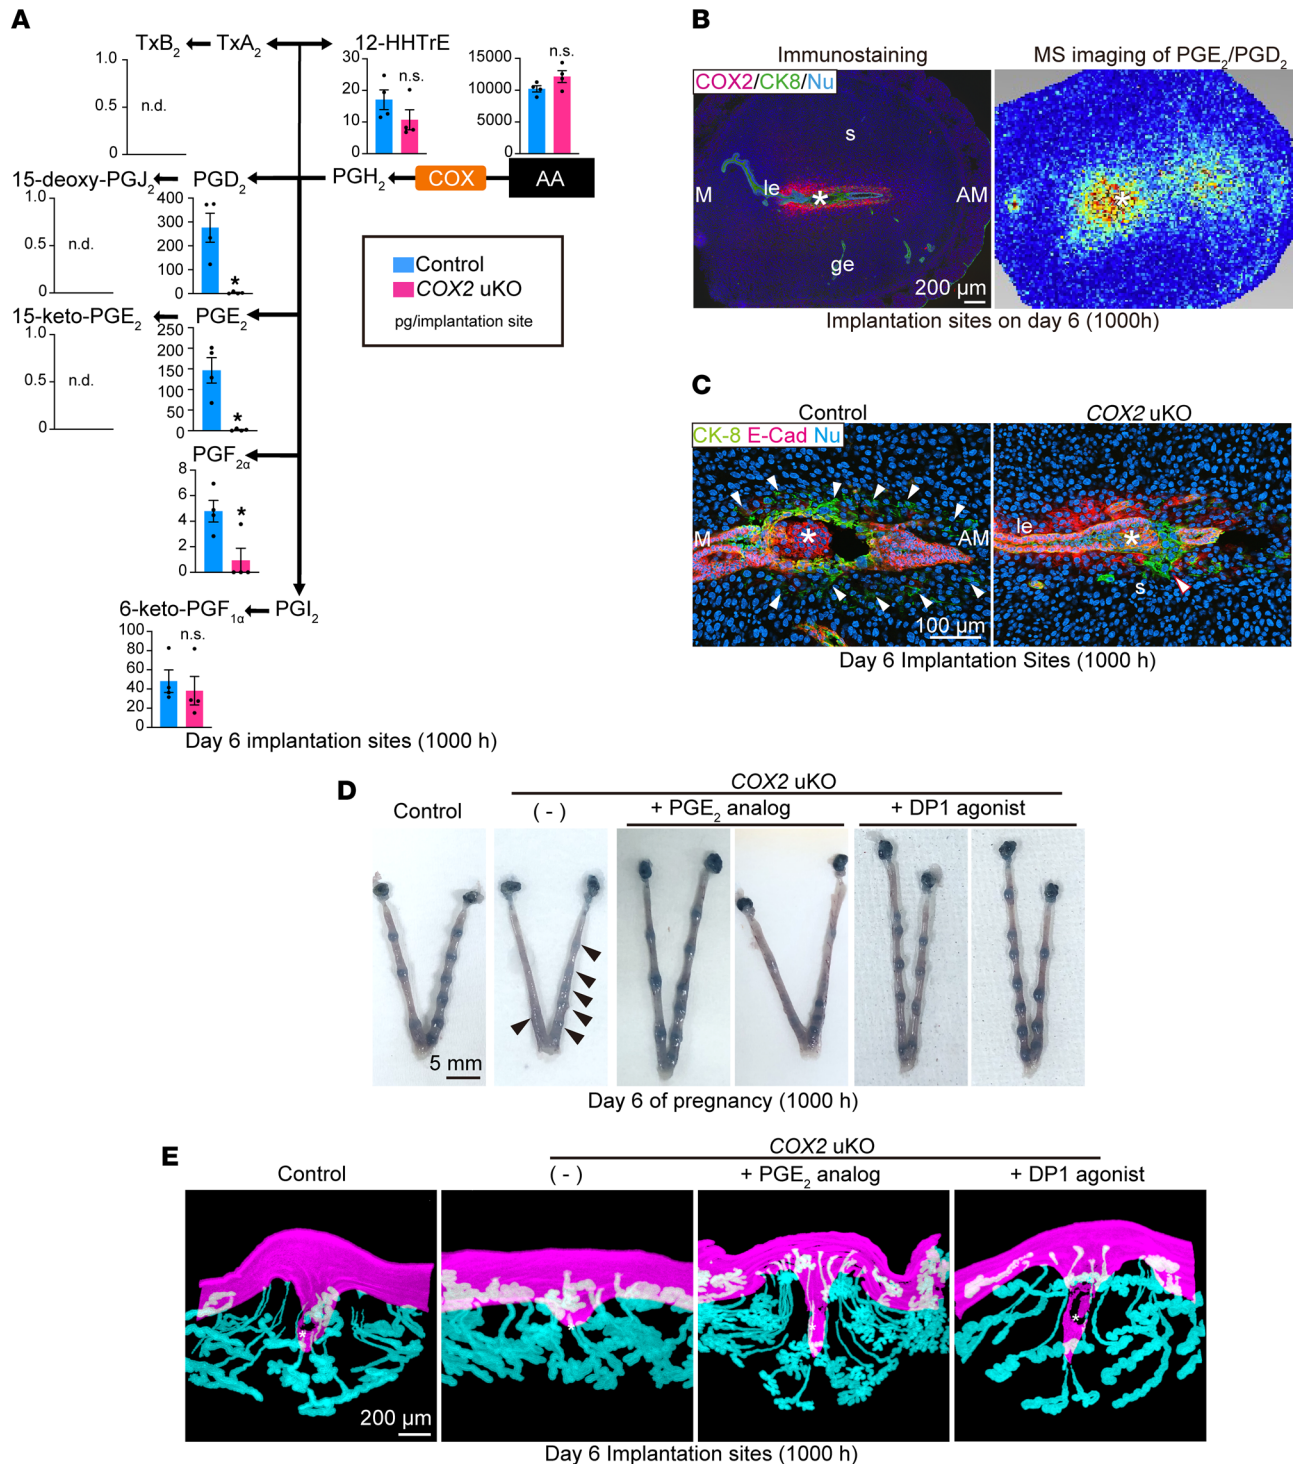 A
TxB2 TxA2 12-HHTrE
1.0
0.5
0
n.d.
30
20
10
0
n.s.
15000
10000
5000
0
n.s.
15-deoxy-PGJ2 PGD2 PGH2 COX AA
1.0
0.5
0
n.d.
400
300
200
100
0
*
Control
COX2 uKO
pg/implantation site
15-keto-PGE2 PGE2
1.0
0.5
0
n.d.
250
200
150
100
50
0
*
PGF2α
8
6
4
2
0
*
6-keto-PGF1α PGI2
100
80
60
40
20
0
n.s.
Day 6 implantation sites (1000 h)
B
Immunostaining MS imaging of PGE2/PGD2
COX2/CK8/Nu
s
M
le
*
AM
ge
200 µm
*
Implantation sites on day 6 (1000h)
C
Control COX2 uKO
CK-8 E-Cad Nu
M
*
AM
100 µm
le
*
s
Day 6 Implantation Sites (1000 h)
D
COX2 uKO
Control ( - ) + PGE2 analog + DP1 agonist
5 mm
Day 6 of pregnancy (1000 h)
E
COX2 uKO
Control ( - ) + PGE2 analog + DP1 agonist
*
*
*
*
200 µm
Day 6 Implantation sites (1000 h)